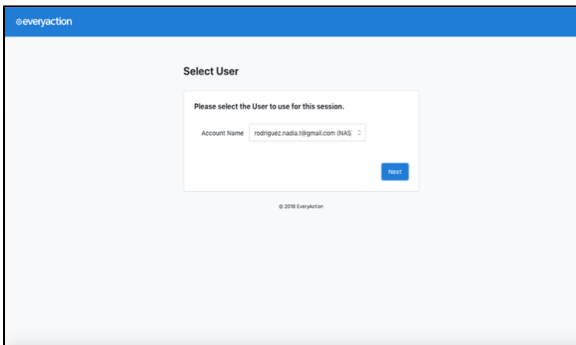 everyaction
Select User
Please select the User to use for this session.
Account Name rodriguez.nadia.t@gmail.com (NAS
Next
© 2018 EveryAction